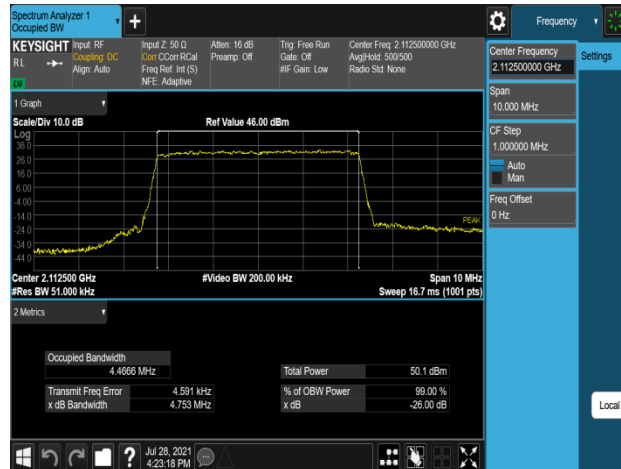 Spectrum Analyzer 1
Occupied BW
Frequency
KEYSIGHT
R L
Input: RF
Coupling: DC
Align: Auto
Input Z: 50 Ω
Corr CCorr RCal
Freq Ref: Int (S)
NFE: Adaptive
Atten: 16 dB
Preamp: Off
Trig: Free Run
Gate: Off
#IF Gain: Low
Center Freq: 2.112500000 GHz
Avg|Hold: 500/500
Radio Std: None
Center Frequency
2.112500000 GHz
Settings
Span
10.000 MHz
CF Step
1.000000 MHz
Auto
Man
Freq Offset
0 Hz
Local
1 Graph
Scale/Div 10.0 dB
Ref Value 46.00 dBm
Log
36.0
26.0
16.0
6.00
-4.00
-14.0
-24.0
-34.0
-44.0
PEAK
Center 2.112500 GHz
#Video BW 200.00 kHz
Span 10 MHz
#Res BW 51.000 kHz
Sweep 16.7 ms (1001 pts)
2 Metrics
Occupied Bandwidth
4.4666 MHz
Total Power
50.1 dBm
Transmit Freq Error
4.591 kHz
% of OBW Power
99.00 %
x dB Bandwidth
4.753 MHz
x dB
-26.00 dB
?
Jul 28, 2021
4:23:18 PM